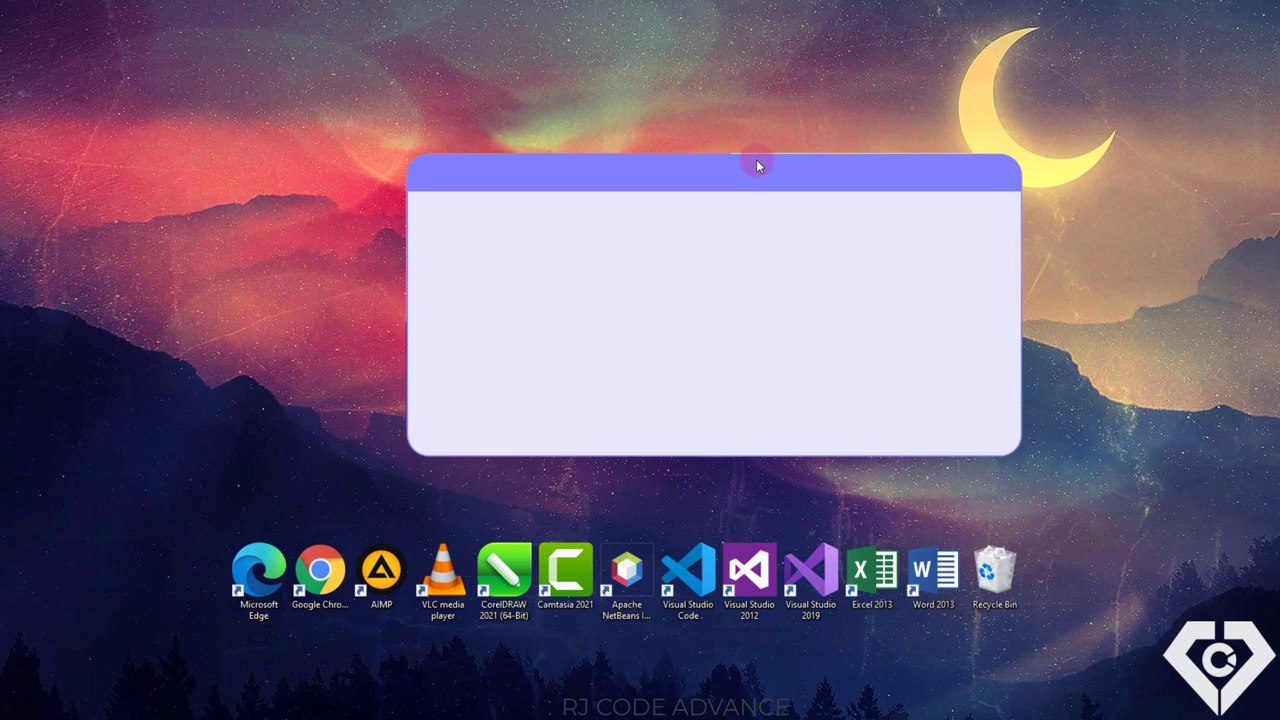 Microsoft
Edge
Google Chro...
AIMP
VLC media
player
CorelDRAW
2021 (64-Bit)
Camtasia 2021
Apache
NetBeans I...
Visual Studio
Code
Visual Studio
2012
Visual Studio
2019
Excel 2013
Word 2013
Recycle Bin
RJ CODE ADVANCE